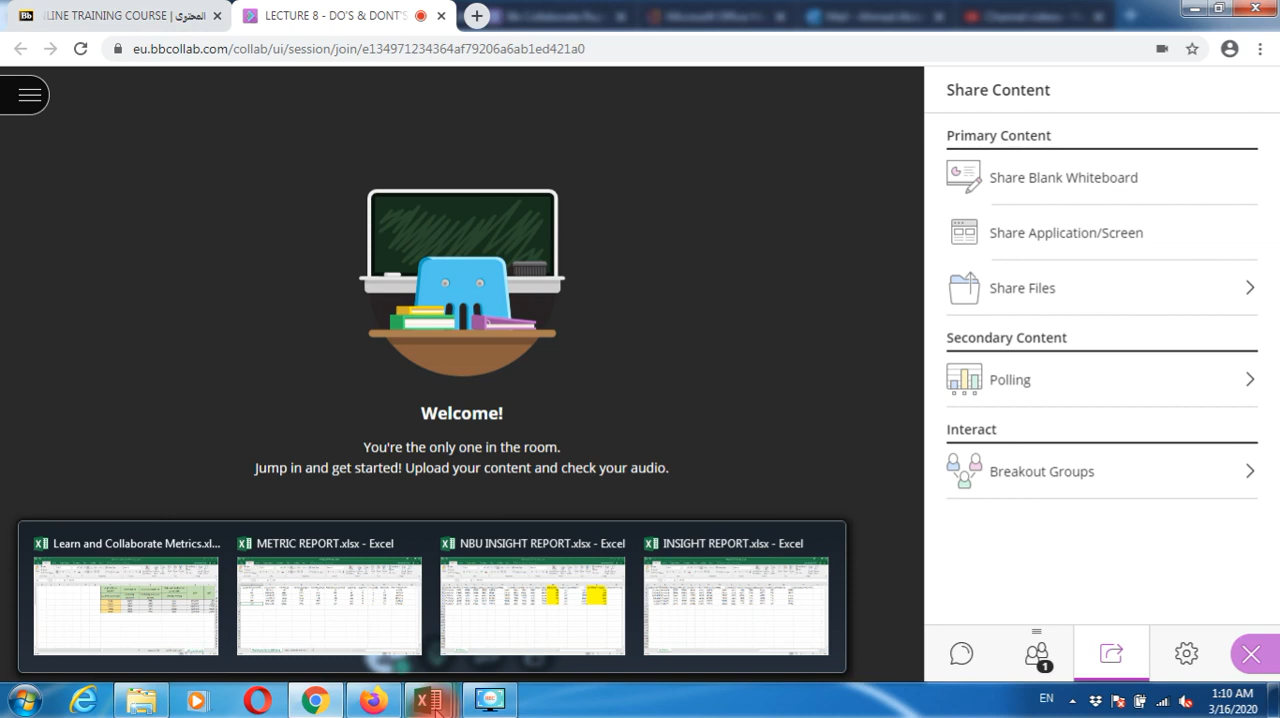 ILINE TRAINING COURSE | المحتوى
LECTURE 8 - DO'S & DONT'S
Channel videos -
eu.bbcollab.com/collab/ui/session/join/e134971234364af79206a6ab1ed421a0
Share Content
Primary Content
Share Blank Whiteboard
Share Application/Screen
Share Files
Secondary Content
Polling
Interact
Breakout Groups
Welcome!
You're the only one in the room.
Jump in and get started! Upload your content and check your audio.
Learn and Collaborate Metrics.xl...
METRIC REPORT.xlsx - Excel
NBU INSIGHT REPORT.xlsx - Excel
INSIGHT REPORT.xlsx - Excel
1
EN
1:10 AM
3/16/2020